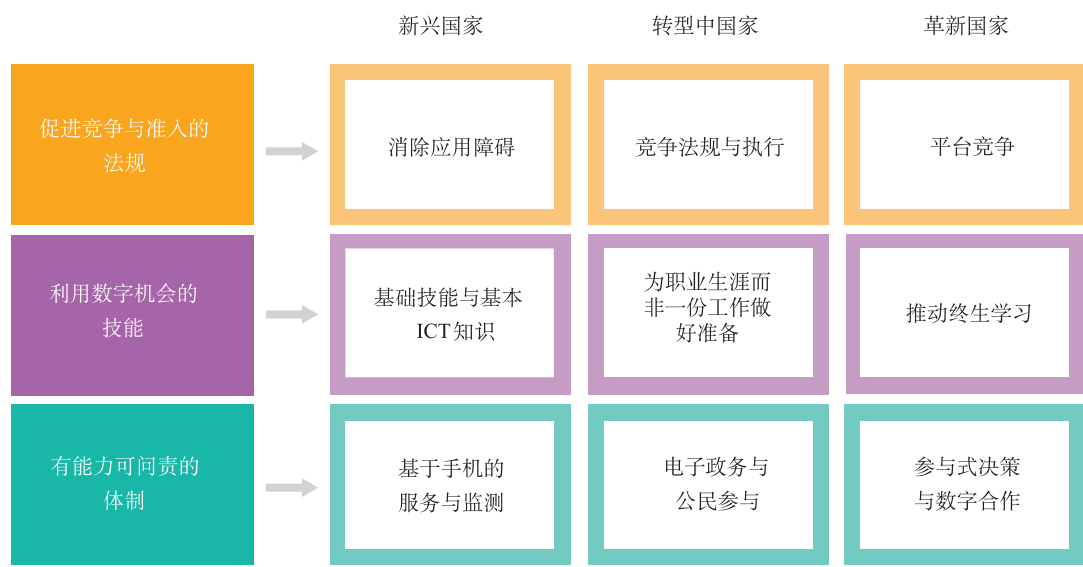 新兴国家
转型中国家
革新国家
促进竞争与准入的
法规
消除应用障碍
竞争法规与执行
平台竞争
利用数字机会的
技能
基础技能与基本
ICT知识
为职业生涯而
非一份工作做
好准备
推动终生学习
有能力可问责的
体制
基于手机的
服务与监测
电子政务与
公民参与
参与式决策
与数字合作